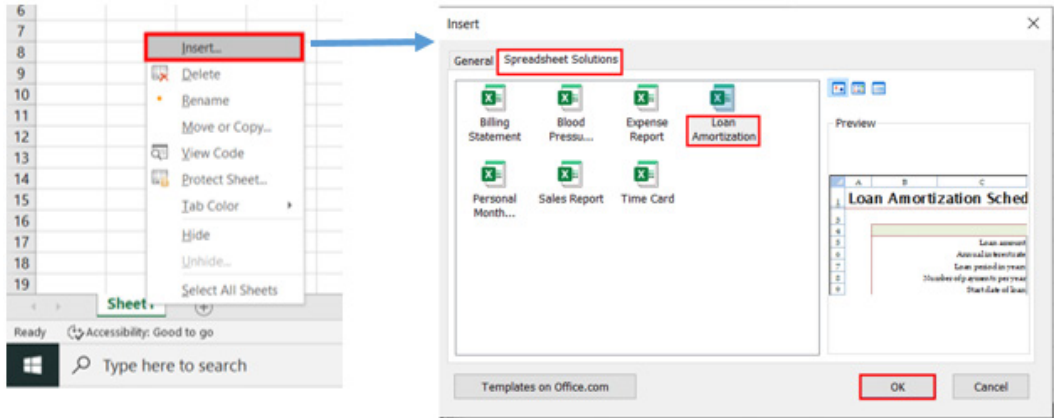 6
7
8
9
10
11
12
13
14
15
16
17
18
19
Insert...
Delete
Rename
Move or Copy...
View Code
Protect Sheet...
Tab Color
Hide
Unhide...
Select All Sheets
Ready
Accessibility: Good to go
Type here to search
Insert
General
Spreadsheet Solutions
Billing
Statement
Blood
Pressu...
Expense
Report
Loan
Amortization
Personal
Month...
Sales Report
Time Card
Preview
A B C
1 Loan Amortization Sched
Loan amount
Annual interest rate
Loan period in years
Number of payments per year
Start date of loan
Templates on Office.com
OK
Cancel